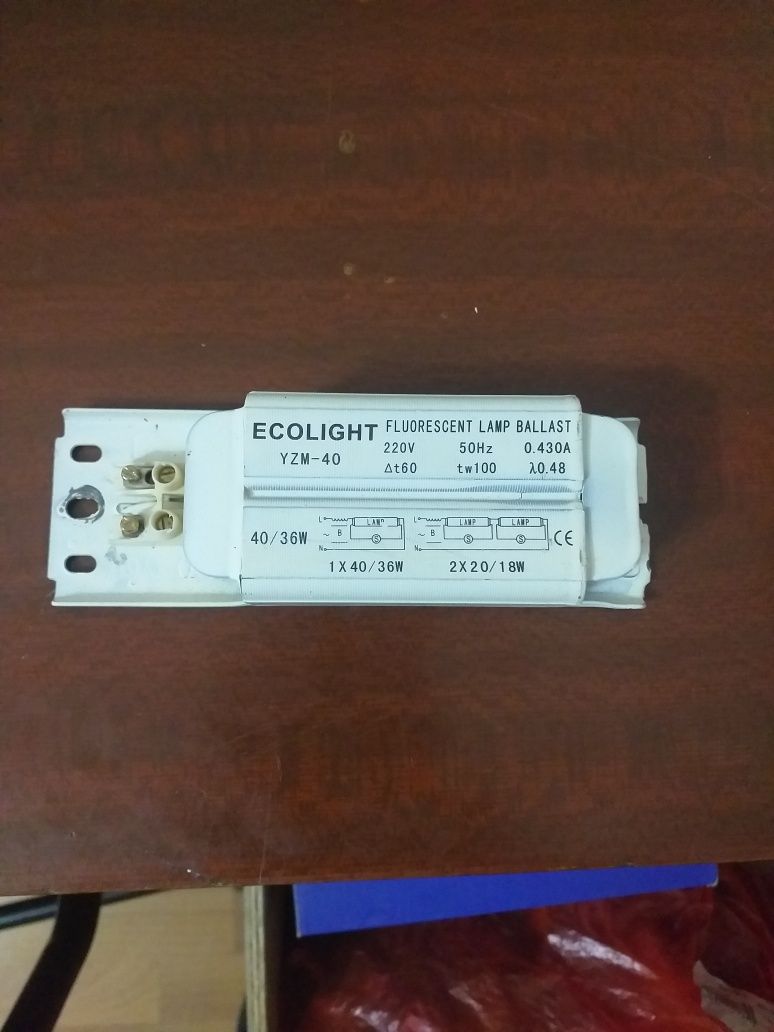 ECOLIGHT FLUORESCENT LAMP BALLAST
YZM-40 220V 50Hz 0.430A
Δt60 tw100 λ0.48
40/36W
L LAMP L LAMP LAMP
~ B S ~ B S S
N N
CE
1X40/36W 2X20/18W